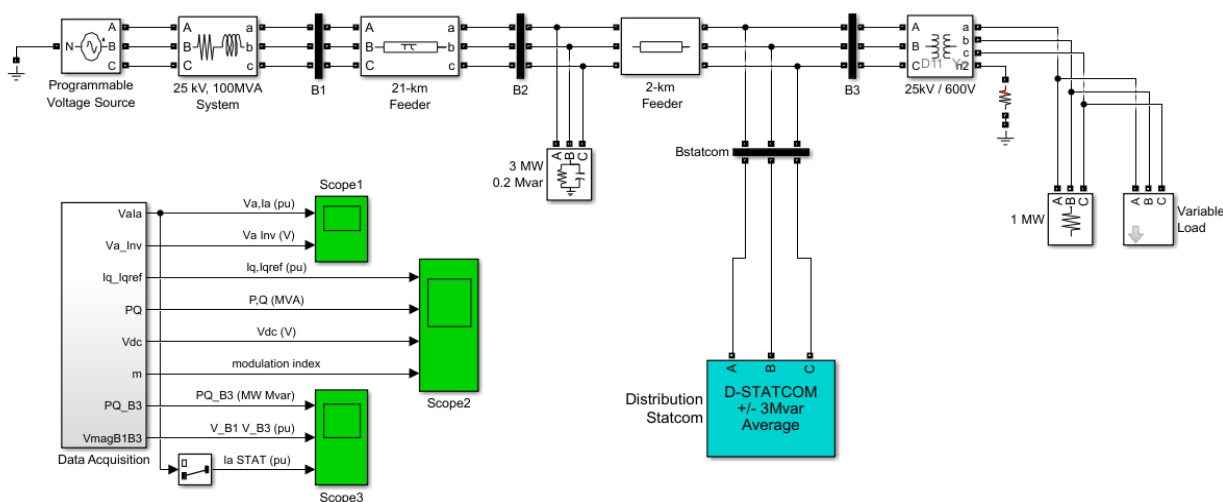 N
A
B
C
Programmable
Voltage Source
A
B
C
25 kV, 100MVA
System
B1
A
B
C
a
b
c
21-km
Feeder
B2
3 MW
0.2 Mvar
A
B
C
2-km
Feeder
B3
A
B
C
D11
a
b
c
n2
25kV / 600V
Bstatcom
1 MW
A
B
C
A
B
C
Variable
Load
Scope1
VaIa
Va,Ia (pu)
Va_Inv
Va Inv (V)
Iq_Iqref
Iq,Iqref (pu)
PQ
P,Q (MVA)
Vdc
Vdc (V)
m
modulation index
Scope2
PQ_B3
PQ_B3 (MW Mvar)
VmagB1B3
V_B1 V_B3 (pu)
Data Acquisition
Ia STAT (pu)
Scope3
Distribution
Statcom
A
B
C
D-STATCOM
+/- 3Mvar
Average